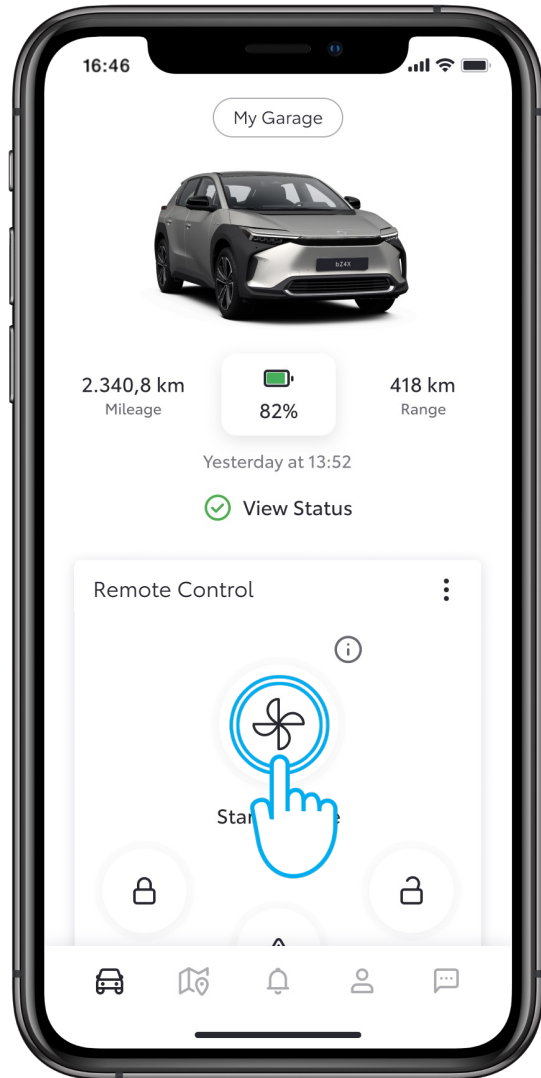 16:46
My Garage
bZ4X
2.340,8 km
Mileage
82%
418 km
Range
Yesterday at 13:52
View Status
Remote Control